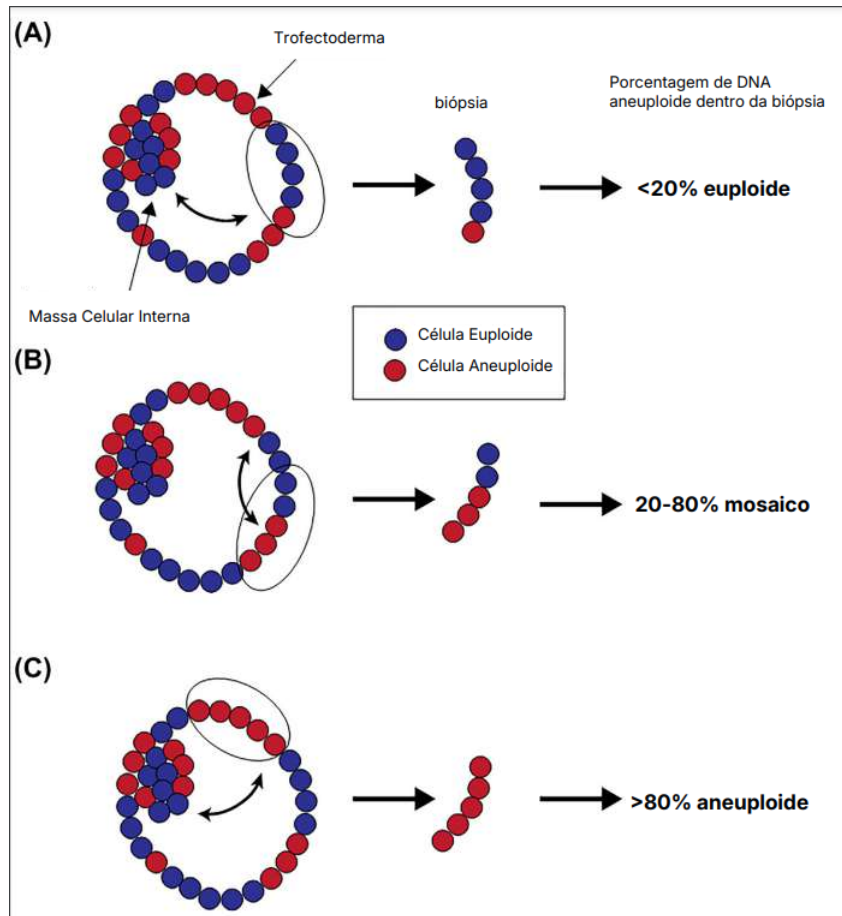 (A)
Trofectoderma
biópsia
Porcentagem de DNA
aneuploide dentro da biópsia
<20% euploide
Massa Celular Interna
Célula Euploide
Célula Aneuploide
(B)
20-80% mosaico
(C)
>80% aneuploide